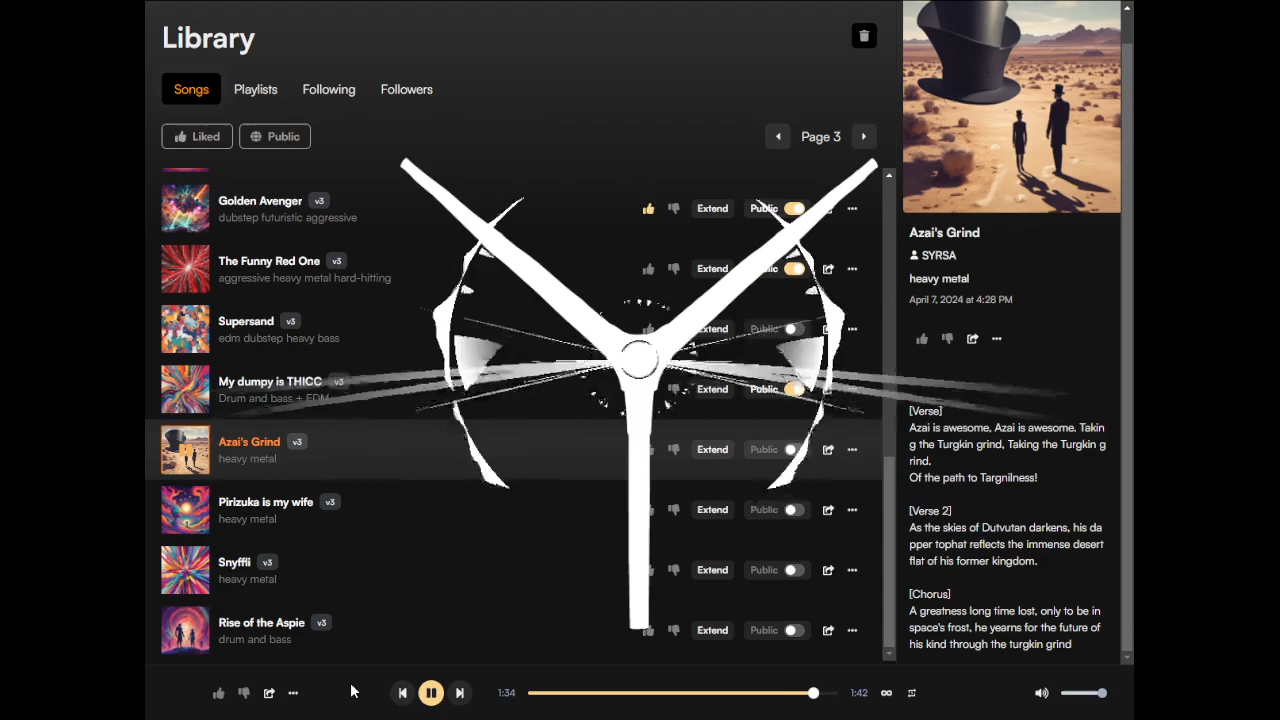 Library
Songs
Playlists
Following
Followers
Liked
Public
Page 3
Golden Avenger v3
dubstep futuristic aggressive
Extend
Public
The Funny Red One v3
aggressive heavy metal hard-hitting
Extend
Supersand v3
edm dubstep heavy bass
Extend
Public
My dumpy is THICC v3
Drum and bass + EDM
Extend
Public
Azai's Grind v3
heavy metal
Extend
Public
Pirizuka is my wife v3
heavy metal
Extend
Public
Snyffli v3
heavy metal
Extend
Public
Rise of the Aspie v3
drum and bass
Extend
Public
Azai's Grind
SYRSA
heavy metal
April 7, 2024 at 4:28 PM
[Verse]
Azai is awesome, Azai is awesome. Takin
g the Turgkin grind, Taking the Turgkin g
rind.
Of the path to Targnilness!
[Verse 2]
As the skies of Dutvutan darkens, his da
pper tophat reflects the immense desert
flat of his former kingdom.
[Chorus]
A greatness long time lost, only to be in
space's frost, he yearns for the future of
his kind through the turgkin grind
1:34
1:42